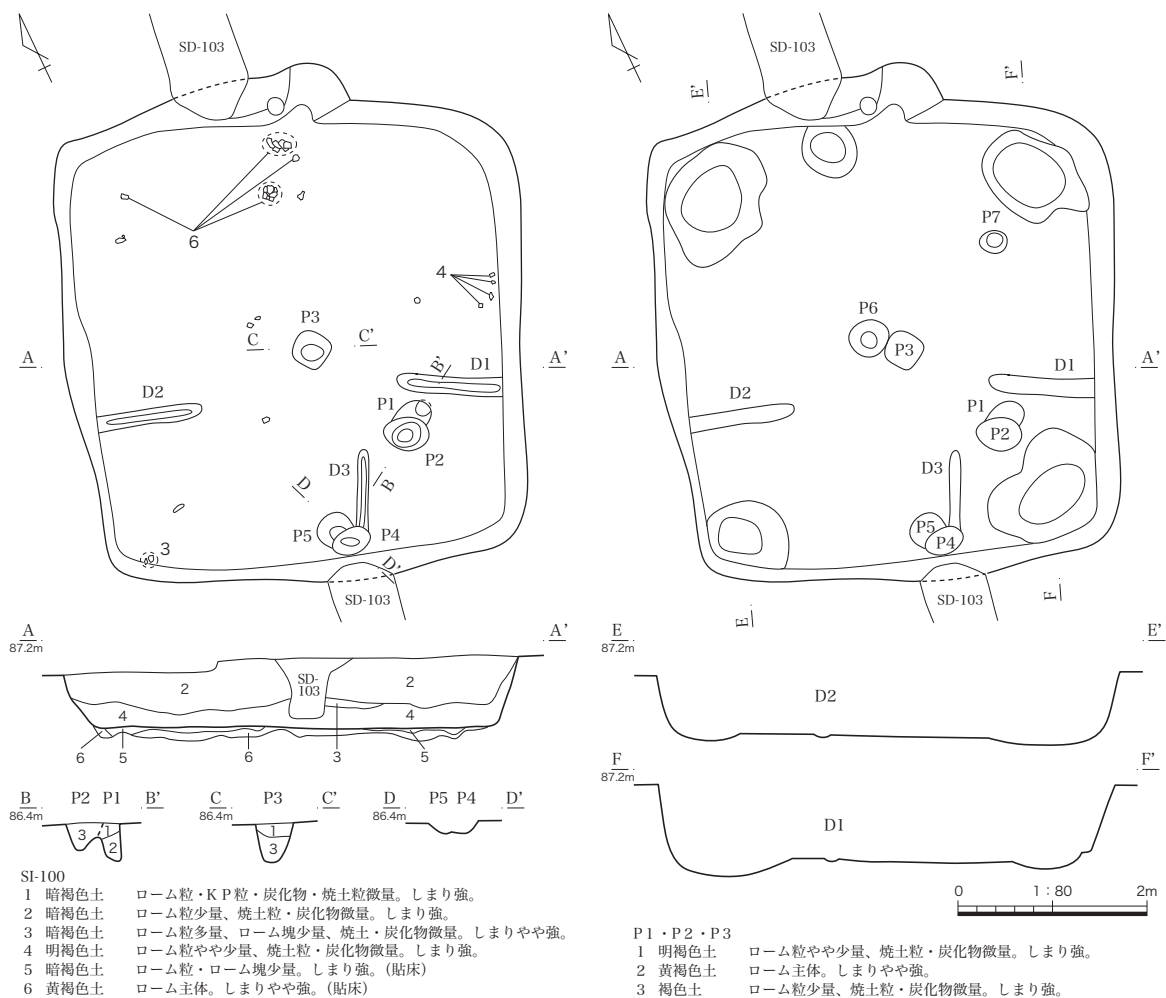 SD-103
6
4
P3
C
C'
A
A'
B'
D1
D2
P1
P2
D3
B
D
P5
P4
3
D'
SD-103
SD-103
E'
F'
P7
P6
P3
A
A'
D1
D2
P1
P2
D3
P5
P4
E
F
SD-103
A
A'
87.2m
2
SD-
103
2
4
4
6
5
6
3
5
B
P2
P1
B'
C
P3
C'
D
P5
P4
D'
86.4m
86.4m
86.4m
3
1
2
1
3
E
E'
87.2m
D2
F
F'
87.2m
D1
0
1：80
2m
SI-100
1 暗褐色土 ローム粒・KP粒・炭化物・焼土粒微量。しまり強。
2 暗褐色土 ローム粒少量、焼土粒・炭化物微量。しまり強。
3 暗褐色土 ローム粒多量、ローム塊少量、焼土・炭化物微量。しまりやや強。
4 明褐色土 ローム粒やや少量、焼土粒・炭化物微量。しまり強。
5 暗褐色土 ローム粒・ローム塊少量。しまり強。（貼床）
6 黄褐色土 ローム主体。しまりやや強。（貼床）
P1・P2・P3
1 明褐色土 ローム粒やや少量、焼土粒・炭化物微量。しまり強。
2 黄褐色土 ローム主体。しまりやや強。
3 褐色土 ローム粒少量、焼土粒・炭化物微量。しまり強。